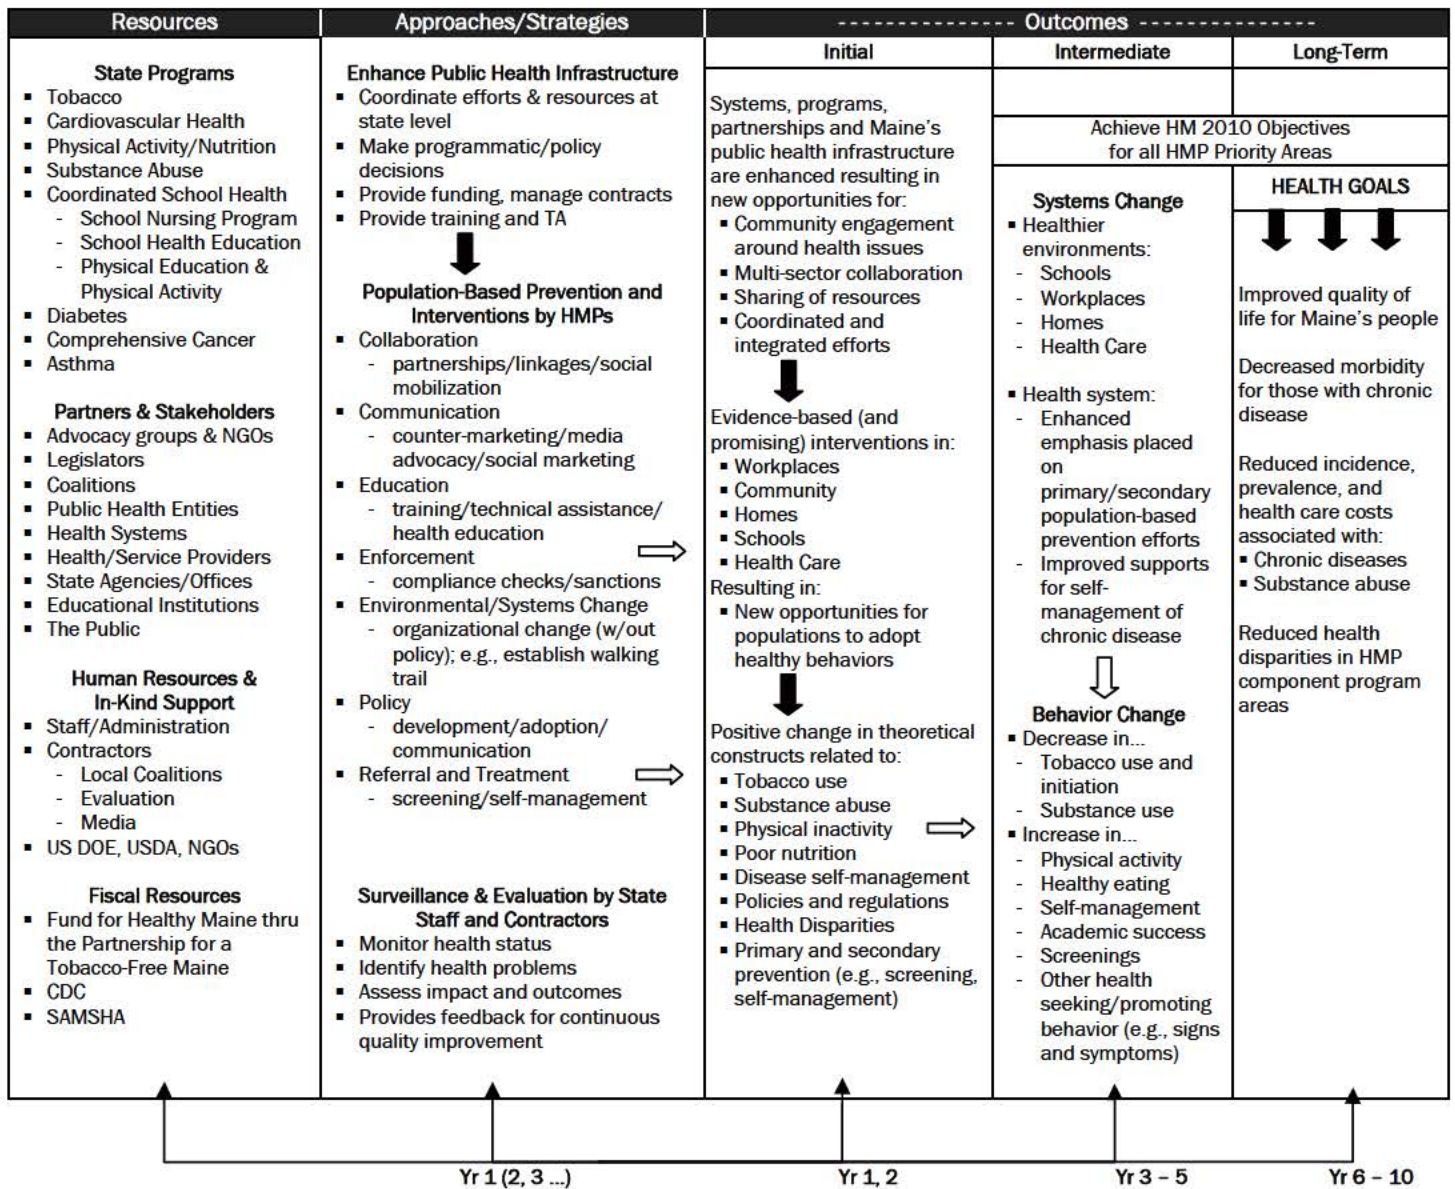 Resources
Approaches/Strategies
Outcomes
Initial
Intermediate
Long-Term
State Programs
▪ Tobacco
▪ Cardiovascular Health
▪ Physical Activity/Nutrition
▪ Substance Abuse
▪ Coordinated School Health
- School Nursing Program
- School Health Education
- Physical Education &
Physical Activity
▪ Diabetes
▪ Comprehensive Cancer
▪ Asthma
Partners & Stakeholders
▪ Advocacy groups & NGOs
▪ Legislators
▪ Coalitions
▪ Public Health Entities
▪ Health Systems
▪ Health/Service Providers
▪ State Agencies/Offices
▪ Educational Institutions
▪ The Public
Human Resources &
In-Kind Support
▪ Staff/Administration
▪ Contractors
- Local Coalitions
- Evaluation
- Media
▪ US DOE, USDA, NGOs
Fiscal Resources
▪ Fund for Healthy Maine thru
the Partnership for a
Tobacco-Free Maine
▪ CDC
▪ SAMSHA
Enhance Public Health Infrastructure
▪ Coordinate efforts & resources at
state level
▪ Make programmatic/policy
decisions
▪ Provide funding, manage contracts
▪ Provide training and TA
Population-Based Prevention and
Interventions by HMPs
▪ Collaboration
- partnerships/linkages/social
mobilization
▪ Communication
- counter-marketing/media
advocacy/social marketing
▪ Education
- training/technical assistance/
health education
▪ Enforcement
- compliance checks/sanctions
▪ Environmental/Systems Change
- organizational change (w/out
policy); e.g., establish walking
trail
▪ Policy
- development/adoption/
communication
▪ Referral and Treatment
- screening/self-management
Surveillance & Evaluation by State
Staff and Contractors
▪ Monitor health status
▪ Identify health problems
▪ Assess impact and outcomes
▪ Provides feedback for continuous
quality improvement
Systems, programs,
partnerships and Maine's
public health infrastructure
are enhanced resulting in
new opportunities for:
▪ Community engagement
around health issues
▪ Multi-sector collaboration
▪ Sharing of resources
▪ Coordinated and
integrated efforts
Evidence-based (and
promising) interventions in:
▪ Workplaces
▪ Community
▪ Homes
▪ Schools
▪ Health Care
Resulting in:
▪ New opportunities for
populations to adopt
healthy behaviors
Positive change in theoretical
constructs related to:
▪ Tobacco use
▪ Substance abuse
▪ Physical inactivity
▪ Poor nutrition
▪ Disease self-management
▪ Policies and regulations
▪ Health Disparities
▪ Primary and secondary
prevention (e.g., screening,
self-management)
Achieve HM 2010 Objectives
for all HMP Priority Areas
Systems Change
▪ Healthier
environments:
- Schools
- Workplaces
- Homes
- Health Care
▪ Health system:
- Enhanced
emphasis placed
on
primary/secondary
population-based
prevention efforts
- Improved supports
for self-
management of
chronic disease
Behavior Change
▪ Decrease in...
- Tobacco use and
initiation
- Substance use
▪ Increase in...
- Physical activity
- Healthy eating
- Self-management
- Academic success
- Screenings
- Other health
seeking/promoting
behavior (e.g., signs
and symptoms)
HEALTH GOALS
Improved quality of
life for Maine's people
Decreased morbidity
for those with chronic
disease
Reduced incidence,
prevalence, and
health care costs
associated with:
▪ Chronic diseases
▪ Substance abuse
Reduced health
disparities in HMP
component program
areas
Yr 1 (2, 3 ...)
Yr 1, 2
Yr 3 – 5
Yr 6 – 10